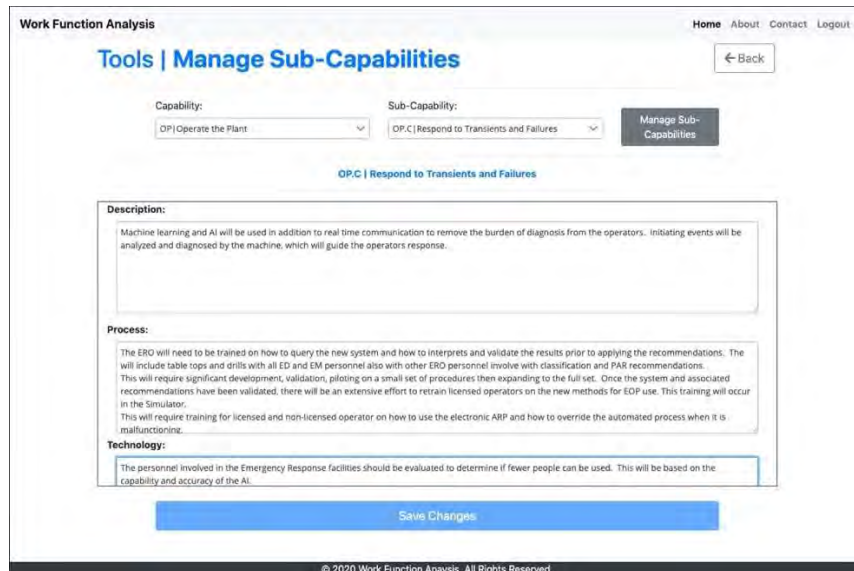 Work Function Analysis
Home About Contact Logout
Tools | Manage Sub-Capabilities
← Back
Capability:
Sub-Capability:
OP|Operate the Plant
OP.C|Respond to Transients and Failures
Manage Sub-
Capabilities
OP.C | Respond to Transients and Failures
Description:
Machine learning and AI will be used in addition to real time communication to remove the burden of diagnosis from the operators. Initiating events will be
analyzed and diagnosed by the machine, which will guide the operators response.
Process:
The ERO will need to be trained on how to query the new system and how to interprets and validate the results prior to applying the recommendations. The
will include table tops and drills with all ED and EM personnel also with other ERO personnel involve with classification and PAR recommendations.
This will require significant development, validation, piloting on a small set of procedures then expanding to the full set. Once the system and associated
recommendations have been validated, there will be an extensive effort to retrain licensed operators on the new methods for EOP use. This training will occur
in the Simulator.
This will require training for licensed and non-licensed operator on how to use the electronic ARP and how to override the automated process when it is
malfunctioning.
Technology:
The personnel involved in the Emergency Response facilities should be evaluated to determine if fewer people can be used. This will be based on the
capability and accuracy of the AI.
Save Changes
© 2020 Work Function Anaysis. All Rights Reserved